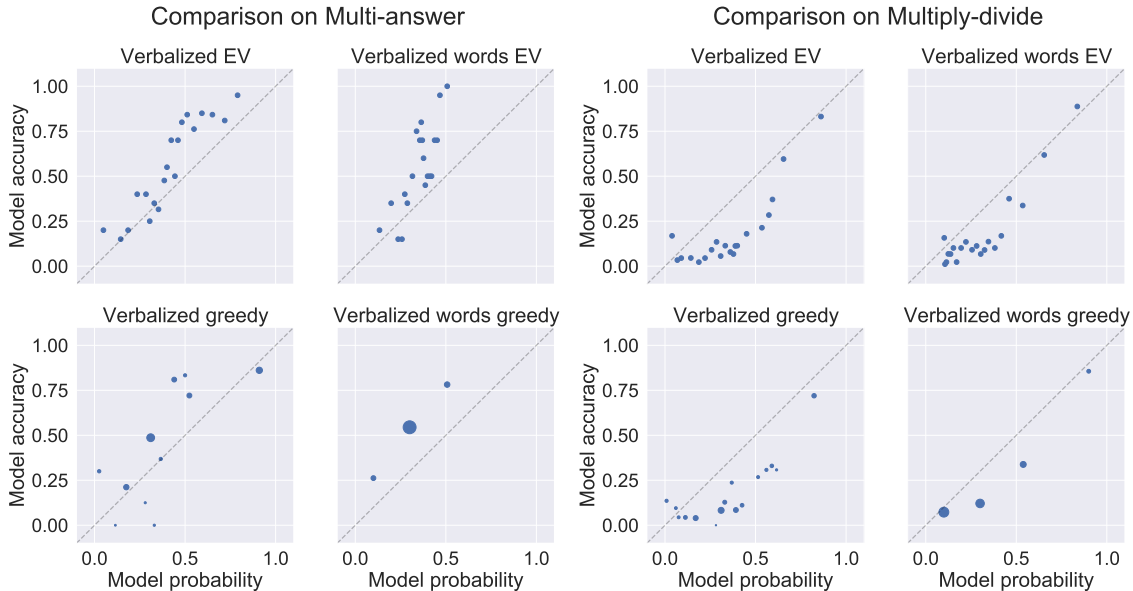 Comparison on Multi-answer
Comparison on Multiply-divide
Verbalized EV
Verbalized words EV
Verbalized EV
Verbalized words EV
Model accuracy
1.00
0.75
0.50
0.25
0.00
Model accuracy
1.00
0.75
0.50
0.25
0.00
Verbalized greedy
Verbalized words greedy
Verbalized greedy
Verbalized words greedy
Model accuracy
1.00
0.75
0.50
0.25
0.00
Model accuracy
1.00
0.75
0.50
0.25
0.00
0.0 0.5 1.0
0.0 0.5 1.0
0.0 0.5 1.0
0.0 0.5 1.0
Model probability
Model probability
Model probability
Model probability